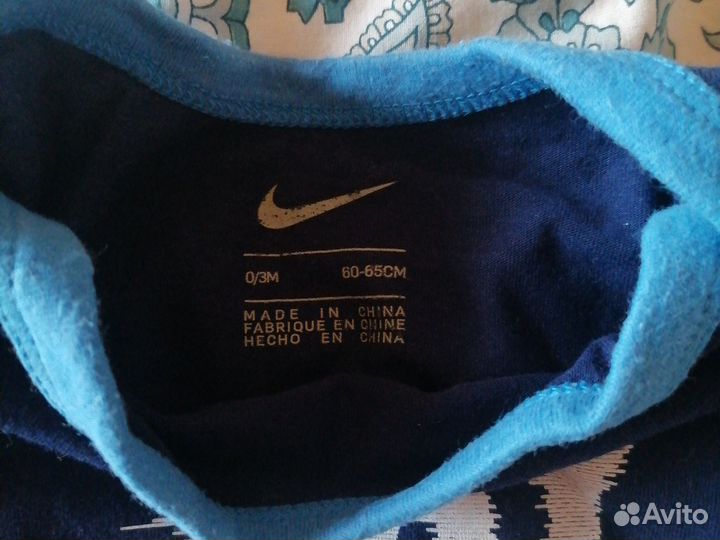 0/3M 60-65CM
MADE IN CHINA
FABRIQUE EN CHINE
HECHO EN CHINA
Avito